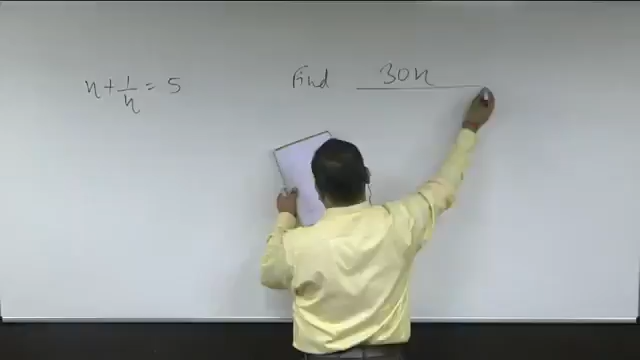 n + 1/n = 5
Find 30n